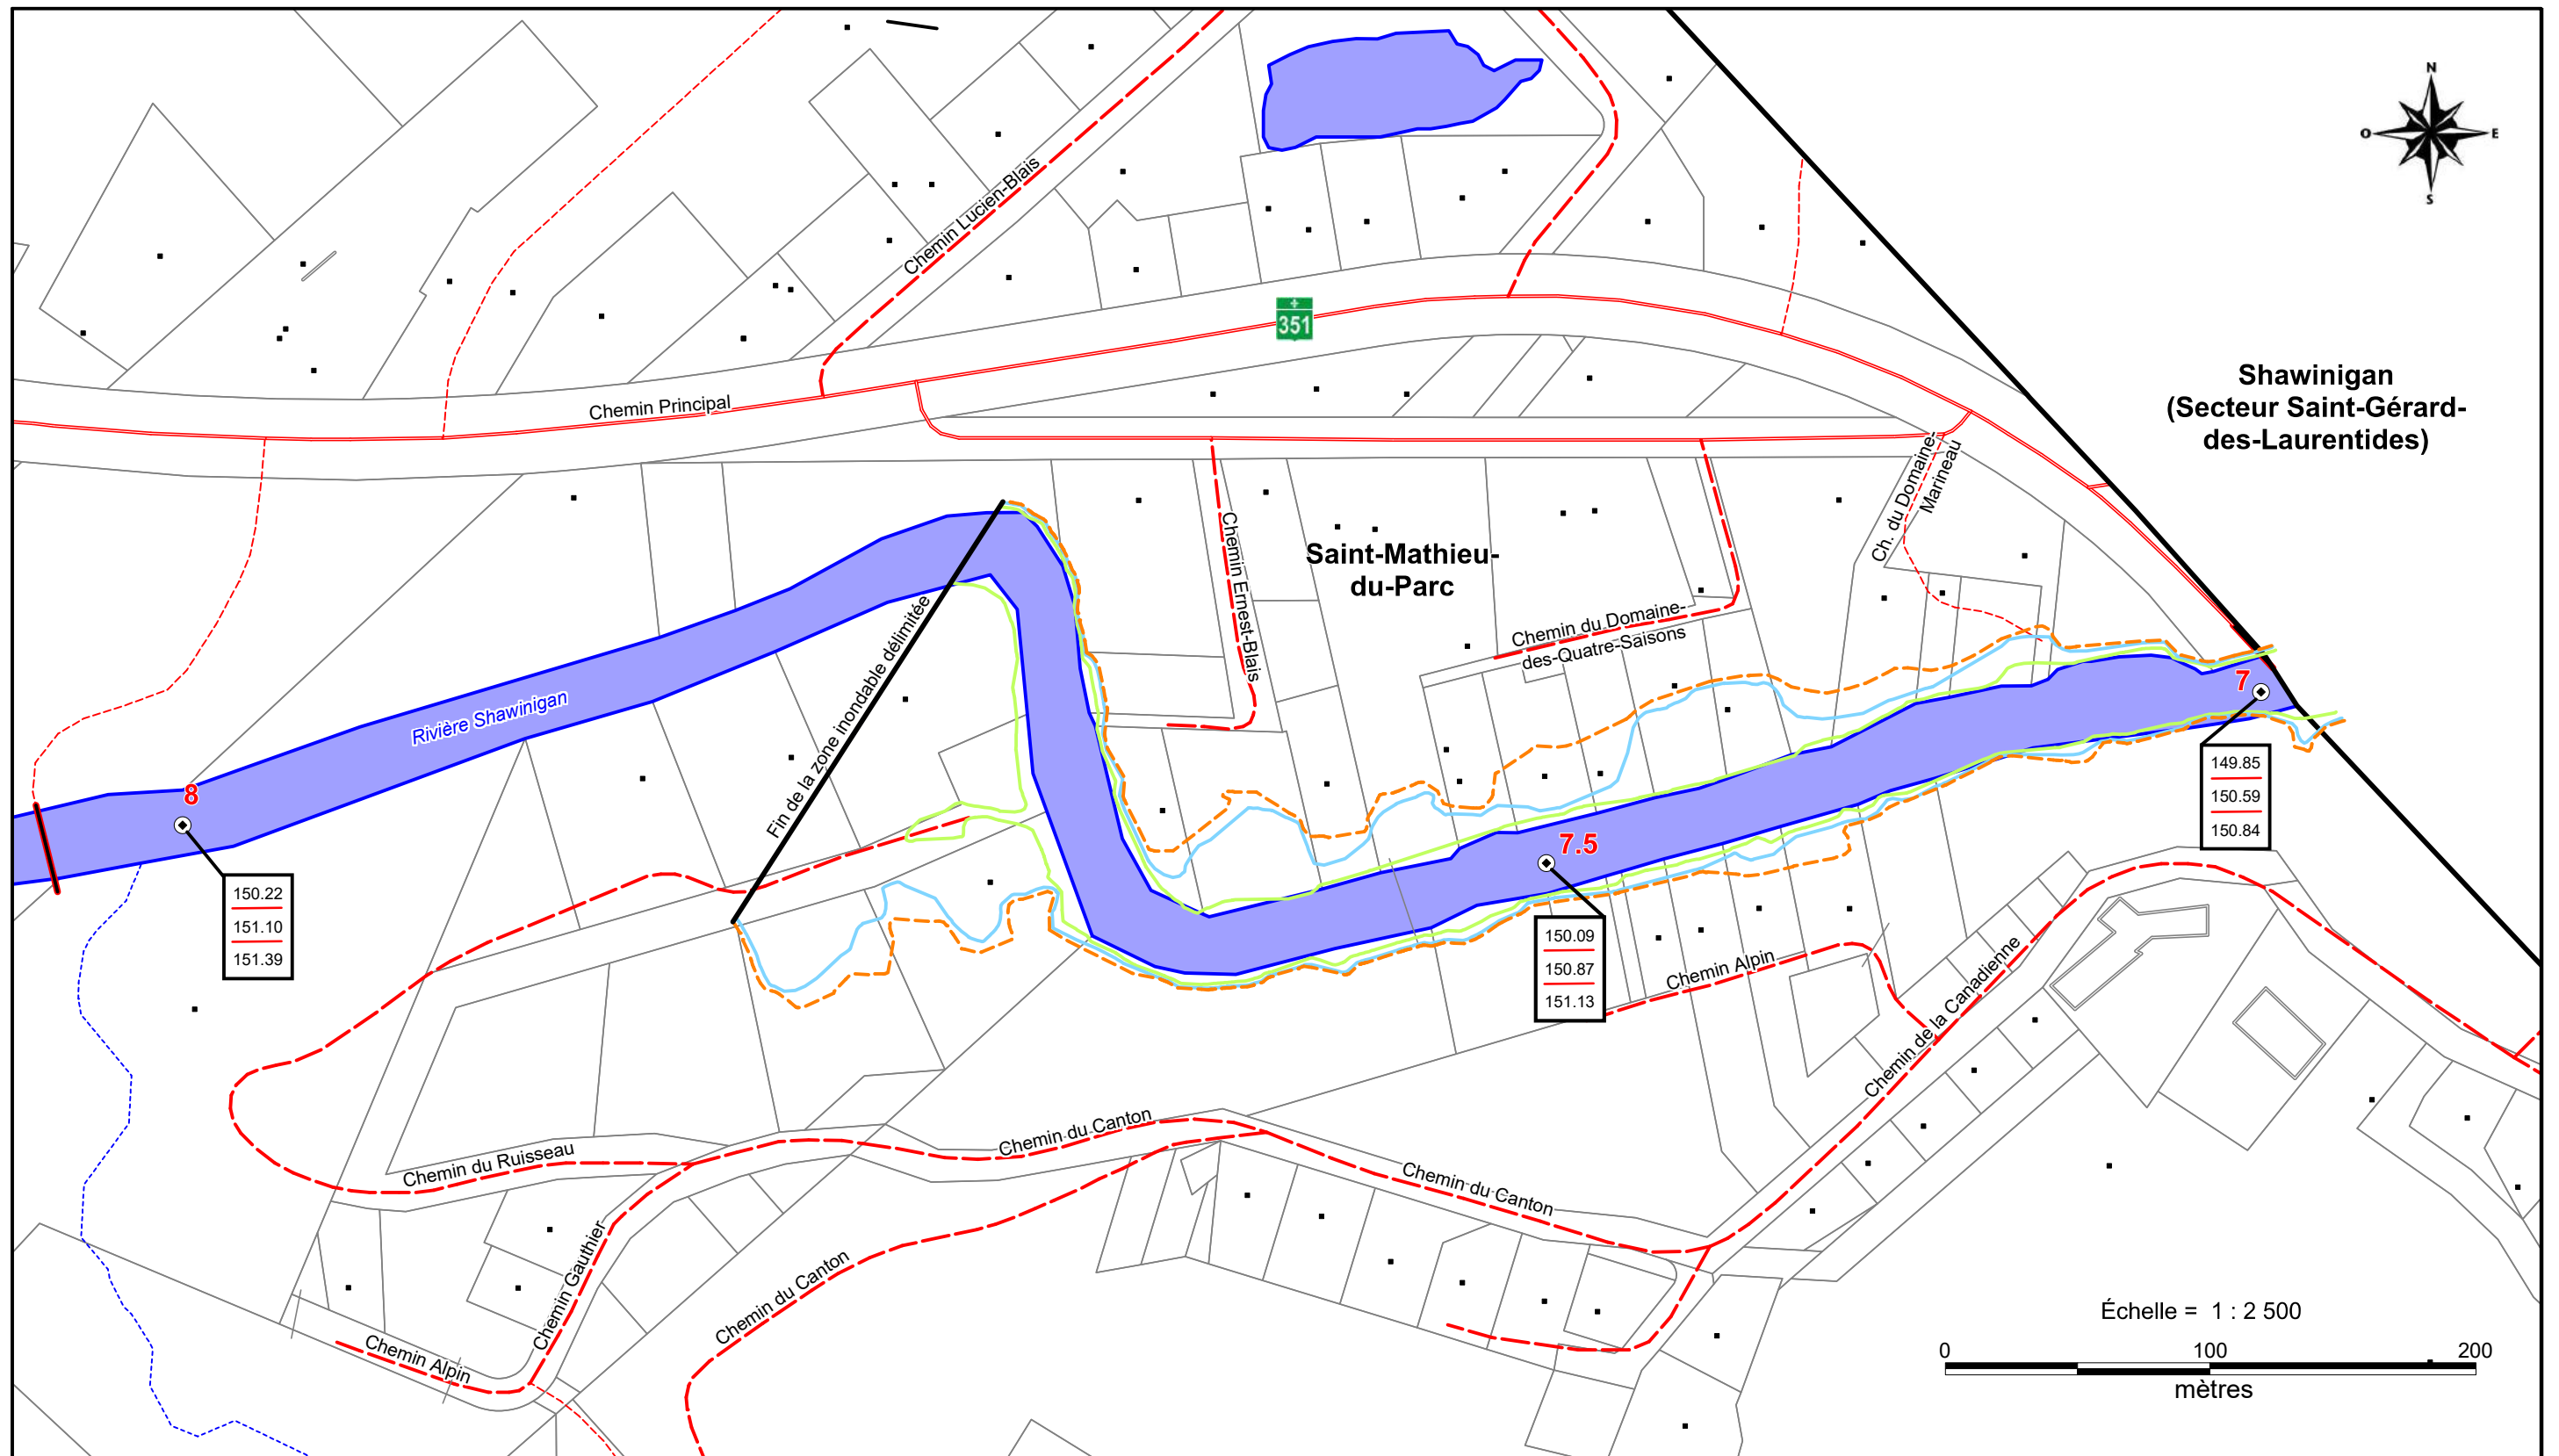 N
O
E
S
Chemin Lucien-Blais
351
Chemin Principal
Shawinigan
(Secteur Saint-Gérard-
des-Laurentides)
Ch. du Domaine-
Marineau
Chemin Ernest-Blais
Saint-Mathieu-
du-Parc
Chemin du Domaine-
des-Quatre-Saisons
Fin de la zone inondable délimitée
Rivière Shawinigan
7
149.85
150.59
150.84
8
150.22
151.10
151.39
7.5
150.09
150.87
151.13
Chemin Alpin
Chemin de la Canadienne
Chemin du Canton
Chemin du Ruisseau
Chemin du Canton
Chemin Gauthier
Chemin du Canton
Chemin Alpin
Échelle = 1 : 2 500
0
100
200
mètres